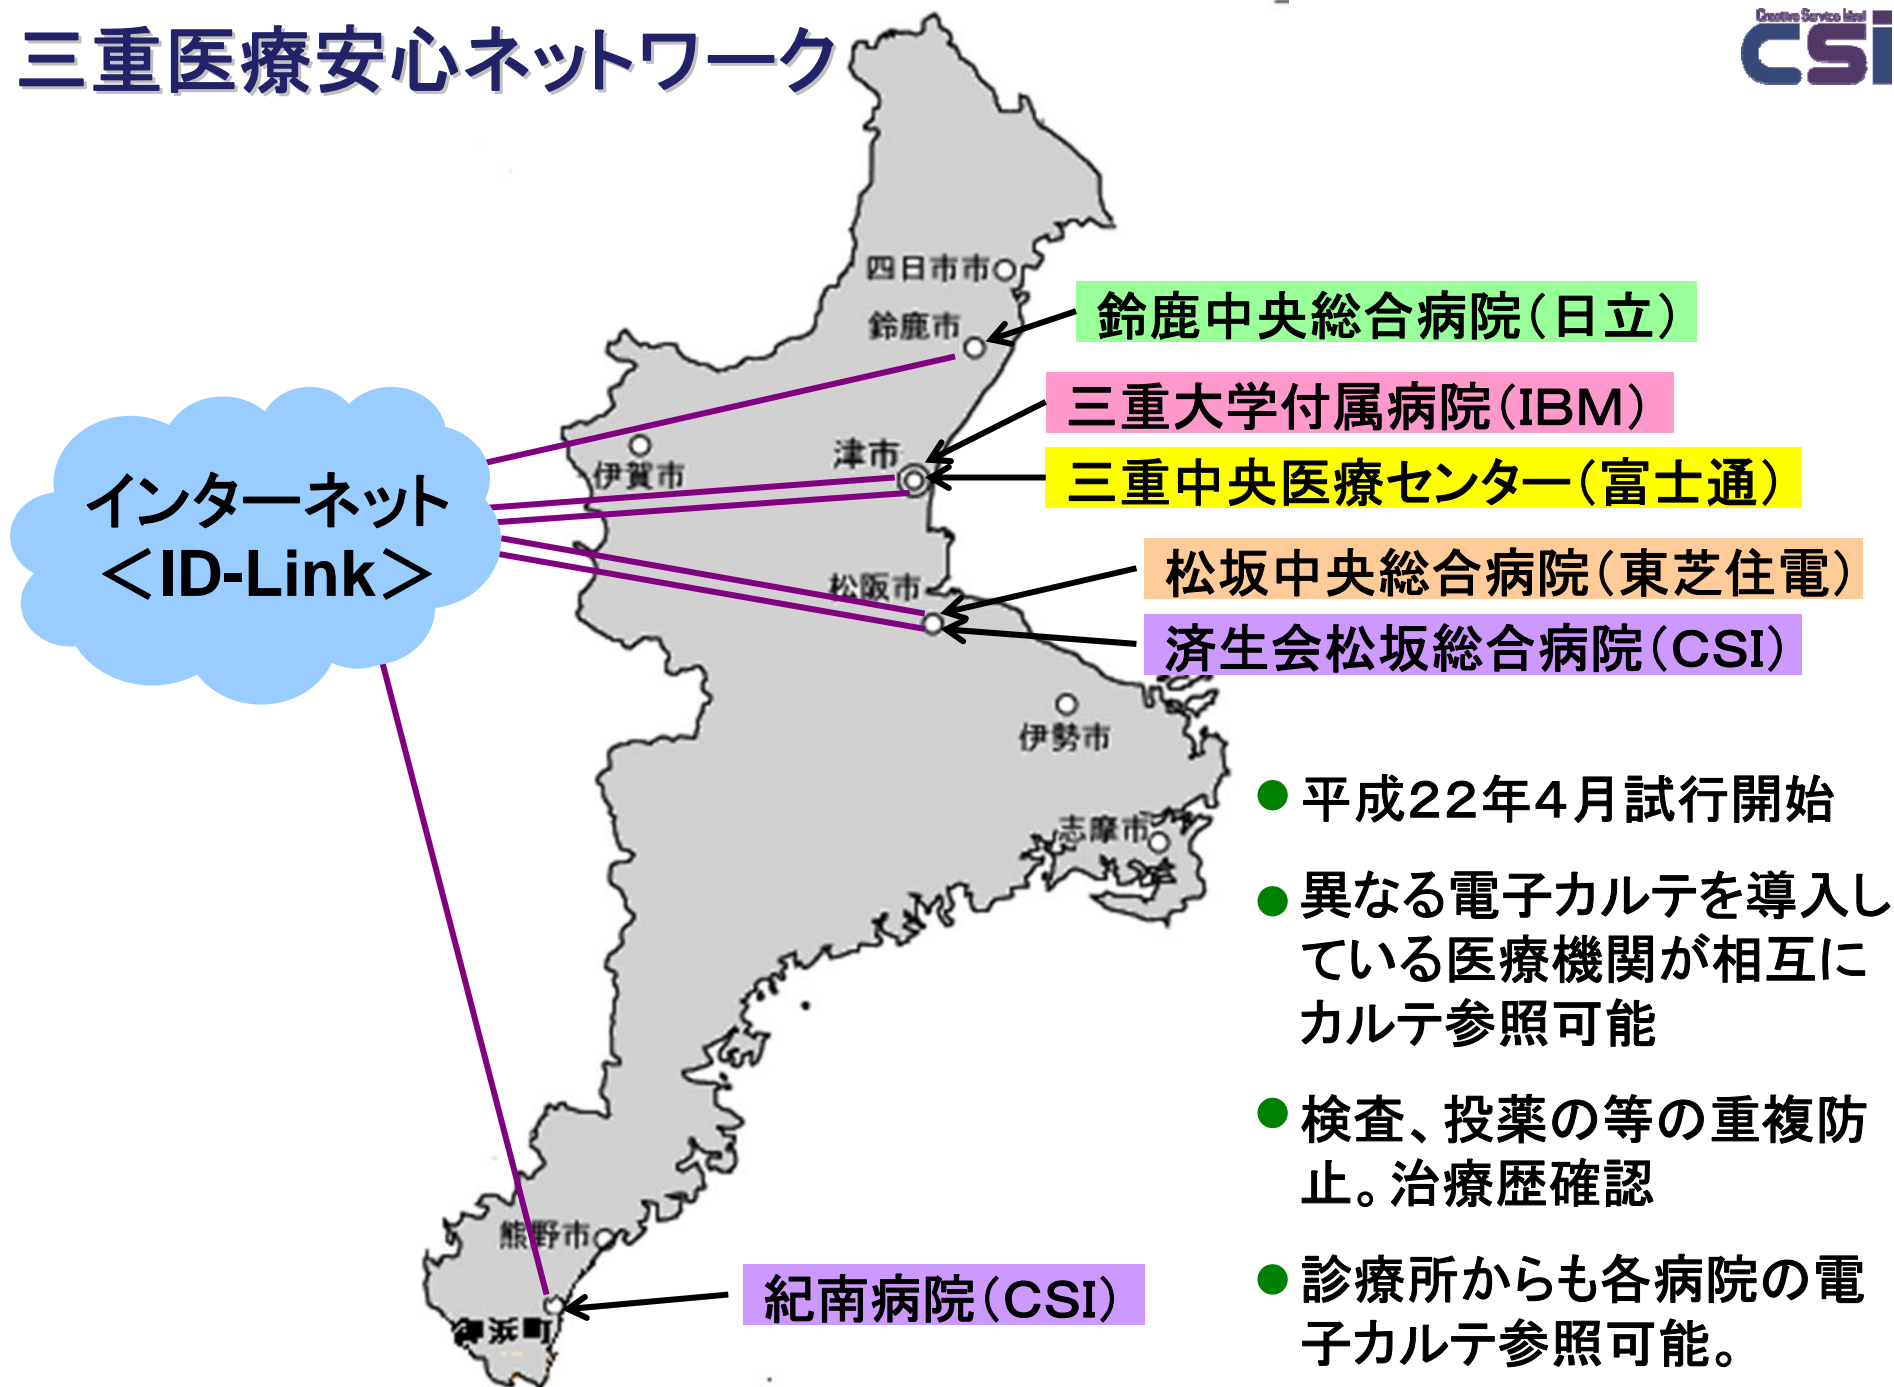 三重医療安心ネットワーク
Creative Service Ideal
CSi
四日市市
鈴鹿市
鈴鹿中央総合病院（日立）
三重大学付属病院（IBM）
伊賀市
津市
三重中央医療センター（富士通）
インターネット
＜ID-Link＞
松阪市
松坂中央総合病院（東芝住電）
済生会松坂総合病院（CSI）
伊勢市
志摩市
● 平成22年4月試行開始
● 異なる電子カルテを導入し
ている医療機関が相互に
カルテ参照可能
● 検査、投薬の等の重複防
止。治療歴確認
● 診療所からも各病院の電
子カルテ参照可能。
熊野市
紀南病院（CSI）